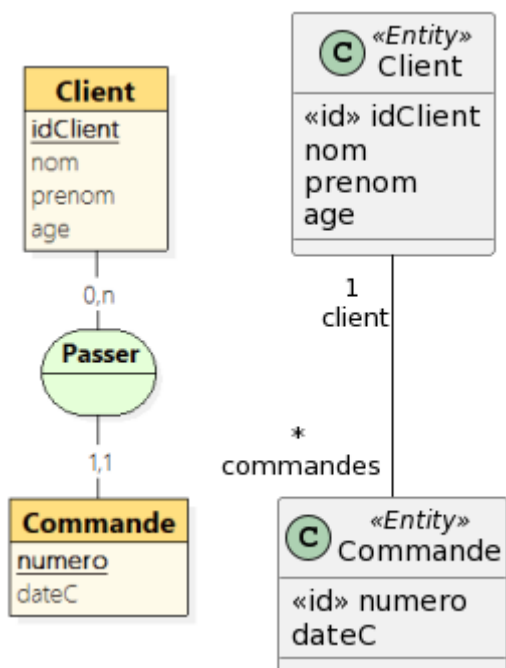 Client
idClient
nom
prenom
age
0,n
Passer
1,1
Commande
numero
dateC
C
«Entity»
Client
«id» idClient
nom
prenom
age
1
client
*
commandes
C
«Entity»
Commande
«id» numero
dateC